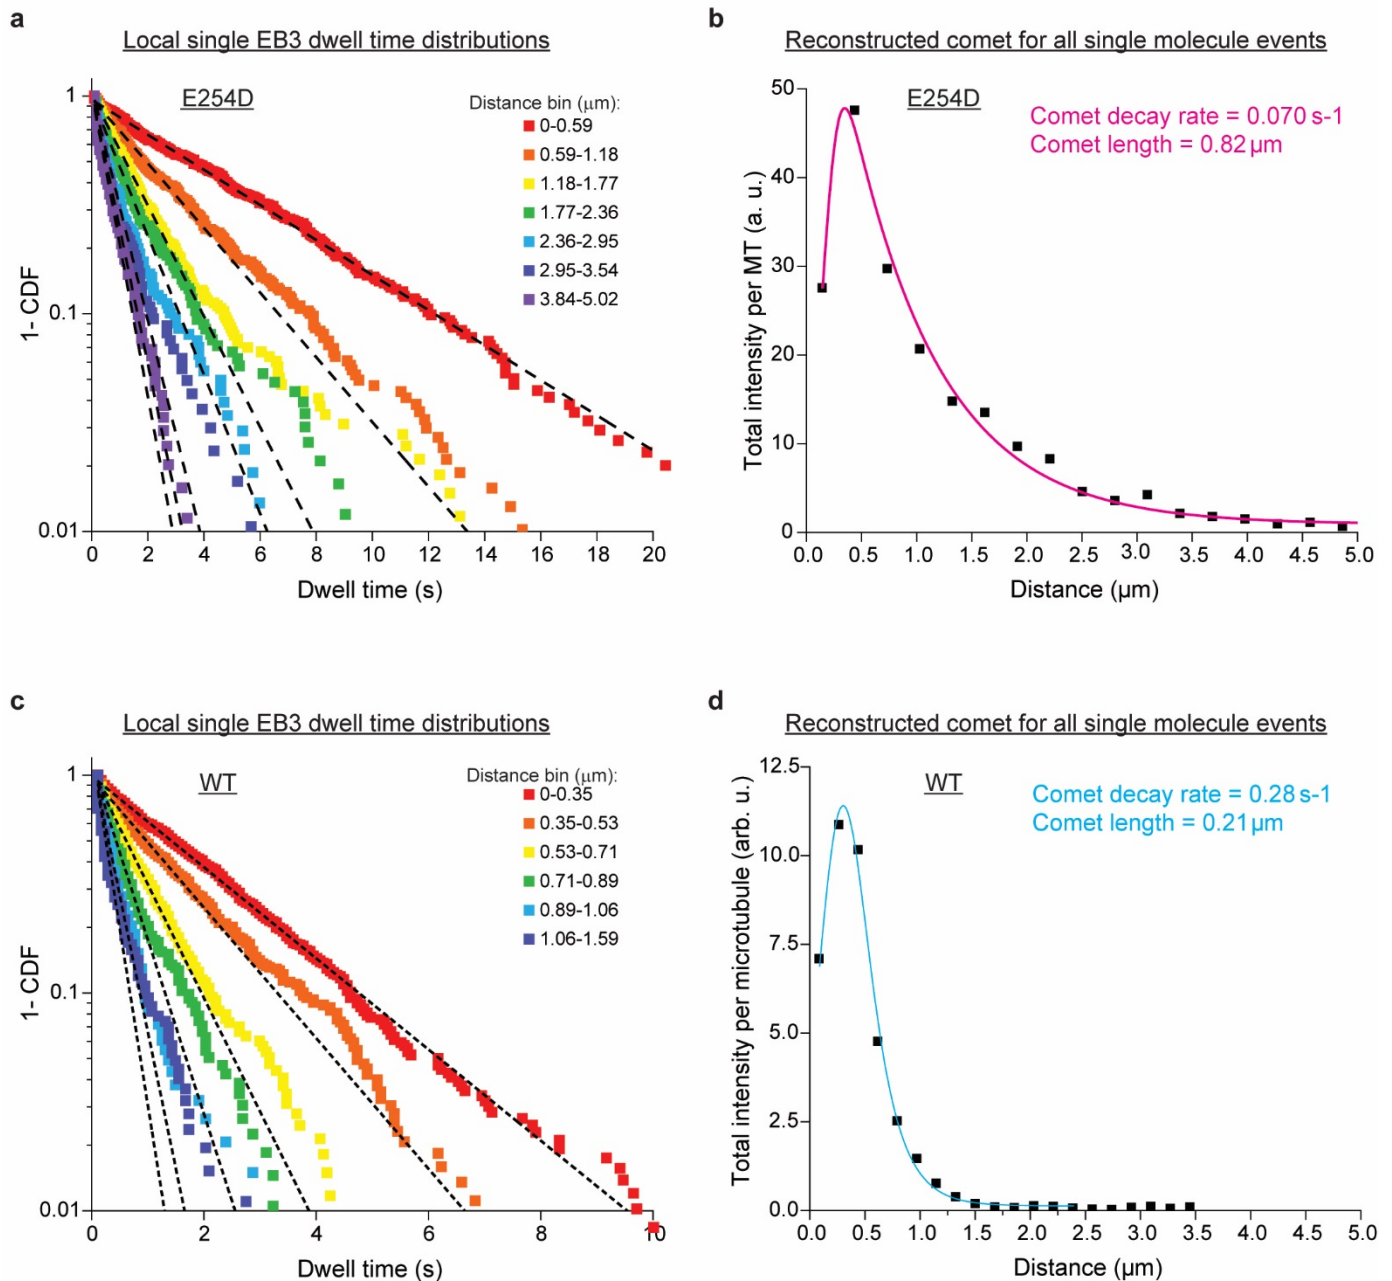 a
Local single EB3 dwell time distributions
E254D
Distance bin (μm):
0-0.59
0.59-1.18
1.18-1.77
1.77-2.36
2.36-2.95
2.95-3.54
3.84-5.02
1
0.1
0.01
1- CDF
0 2 4 6 8 10 12 14 16 18 20
Dwell time (s)
b
Reconstructed comet for all single molecule events
E254D
Comet decay rate = 0.070 s-1
Comet length = 0.82 μm
50
40
30
20
10
0
Total intensity per MT (a. u.)
0.0 0.5 1.0 1.5 2.0 2.5 3.0 3.5 4.0 4.5 5.0
Distance (μm)
c
Local single EB3 dwell time distributions
WT
Distance bin (μm):
0-0.35
0.35-0.53
0.53-0.71
0.71-0.89
0.89-1.06
1.06-1.59
1
0.1
0.01
1- CDF
0 2 4 6 8 10
Dwell time (s)
d
Reconstructed comet for all single molecule events
WT
Comet decay rate = 0.28 s-1
Comet length = 0.21 μm
12.5
10.0
7.5
5.0
2.5
0.0
Total intensity per microtubule (arb. u.)
0.0 0.5 1.0 1.5 2.0 2.5 3.0 3.5 4.0 4.5 5.0
Distance (μm)